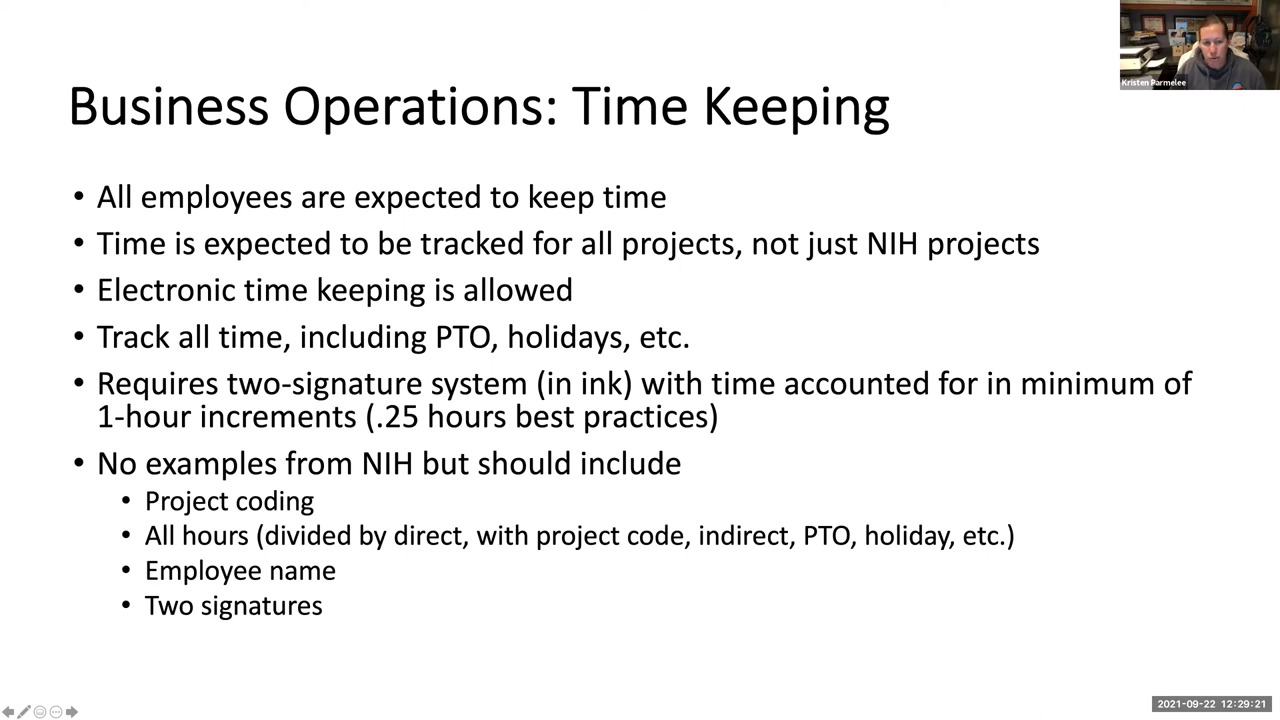 Kristen Parmelee
Business Operations: Time Keeping
• All employees are expected to keep time
• Time is expected to be tracked for all projects, not just NIH projects
• Electronic time keeping is allowed
• Track all time, including PTO, holidays, etc.
• Requires two-signature system (in ink) with time accounted for in minimum of
1-hour increments (.25 hours best practices)
• No examples from NIH but should include
• Project coding
• All hours (divided by direct, with project code, indirect, PTO, holiday, etc.)
• Employee name
• Two signatures
2021-09-22 12:29:21